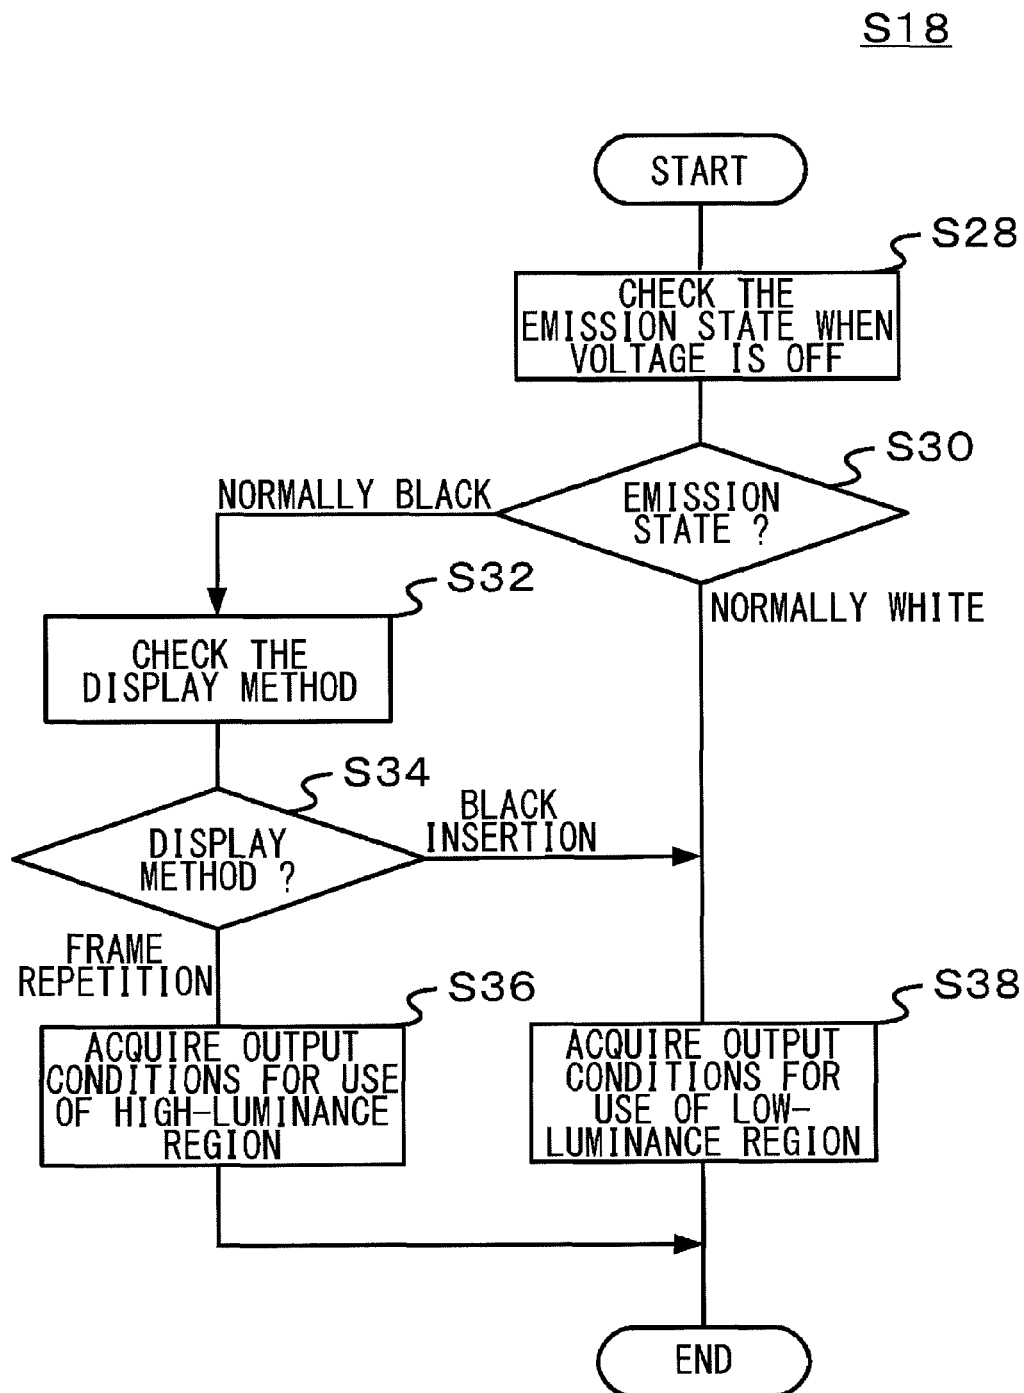 S18
START
S28
CHECK THE
EMISSION STATE WHEN
VOLTAGE IS OFF
S30
EMISSION
STATE ?
NORMALLY BLACK
NORMALLY WHITE
S32
CHECK THE
DISPLAY METHOD
S34
DISPLAY
METHOD ?
BLACK
INSERTION
FRAME
REPETITION
S36
ACQUIRE OUTPUT
CONDITIONS FOR USE
OF HIGH-LUMINANCE
REGION
S38
ACQUIRE OUTPUT
CONDITIONS FOR
USE OF LOW-
LUMINANCE REGION
END